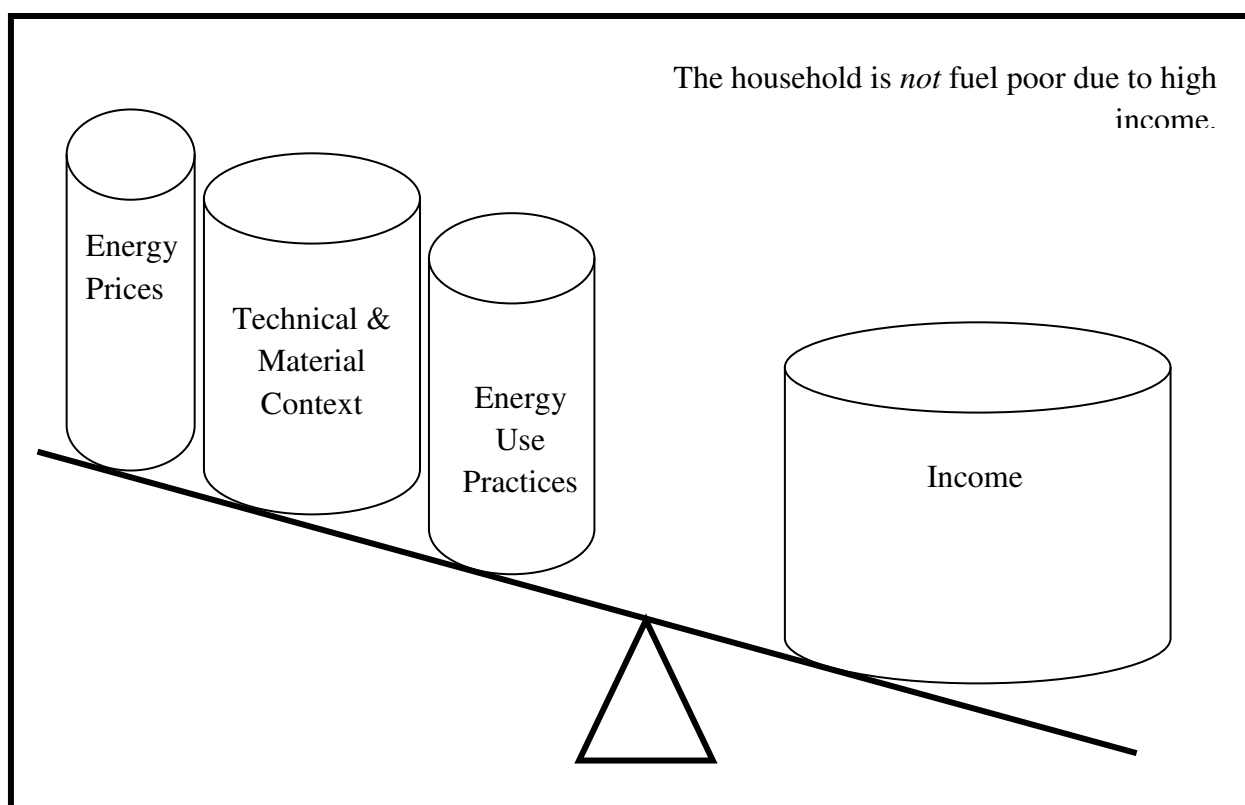 The household is not fuel poor due to high
income.
Energy
Prices
Technical &
Material
Context
Energy
Use
Practices
Income